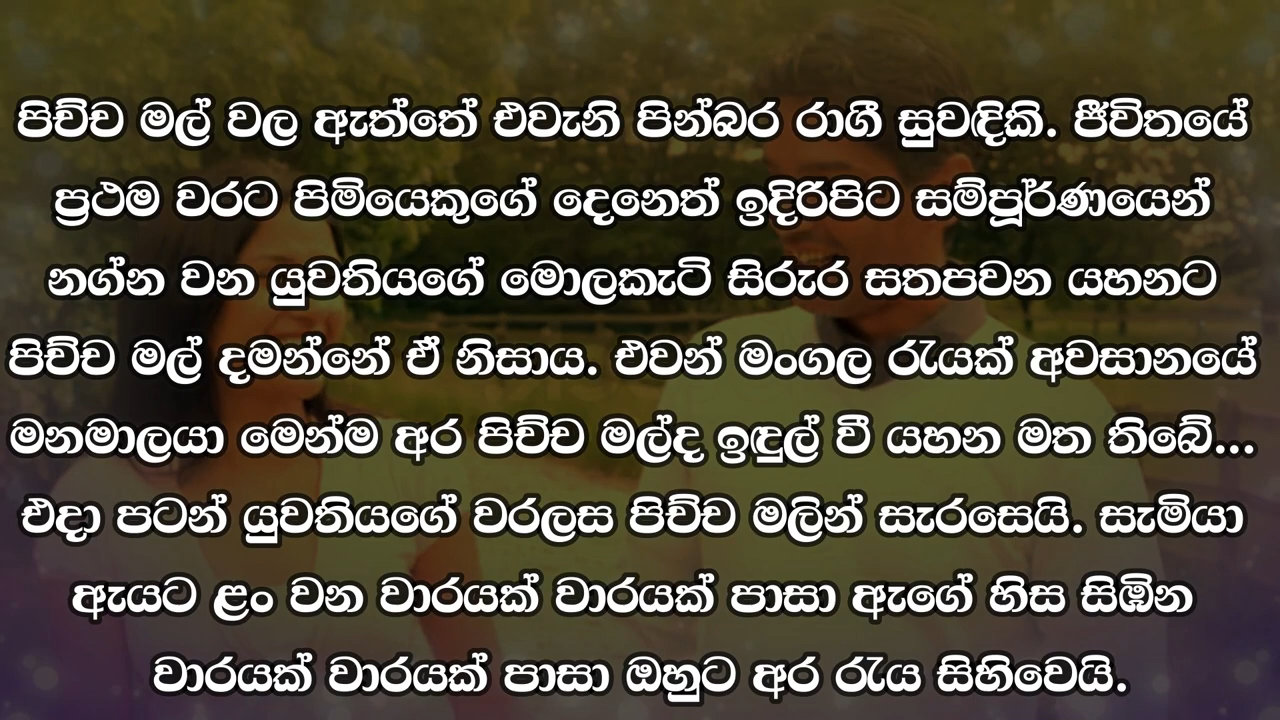 පිච්ච මල් වල ඇත්තේ එවැනි පින්බර රාගී සුවඳිකි. ජීවිතයේ
ප්‍රථම වරට පිමියෙකුගේ දෙනෙත් ඉදිරිපිට සම්පූර්ණයෙන්
නග්න වන යුවතියගේ මොලකැටි සිරුර සතපවන යහනට
පිච්ච මල් දමන්නේ ඒ නිසාය. එවන් මංගල රැයක් අවසානයේ
මනමාලයා මෙන්ම අර පිච්ච මල්ද ඉඳුල් වී යහන මත තිබේ...
එදා පටන් යුවතියගේ වරලස පිච්ච මලින් සැරසෙයි. සැමියා
ඇයට ළං වන වාරයක් වාරයක් පාසා ඇගේ හිස සිඹින
වාරයක් වාරයක් පාසා ඔහුට අර රැය සිහිවෙයි.